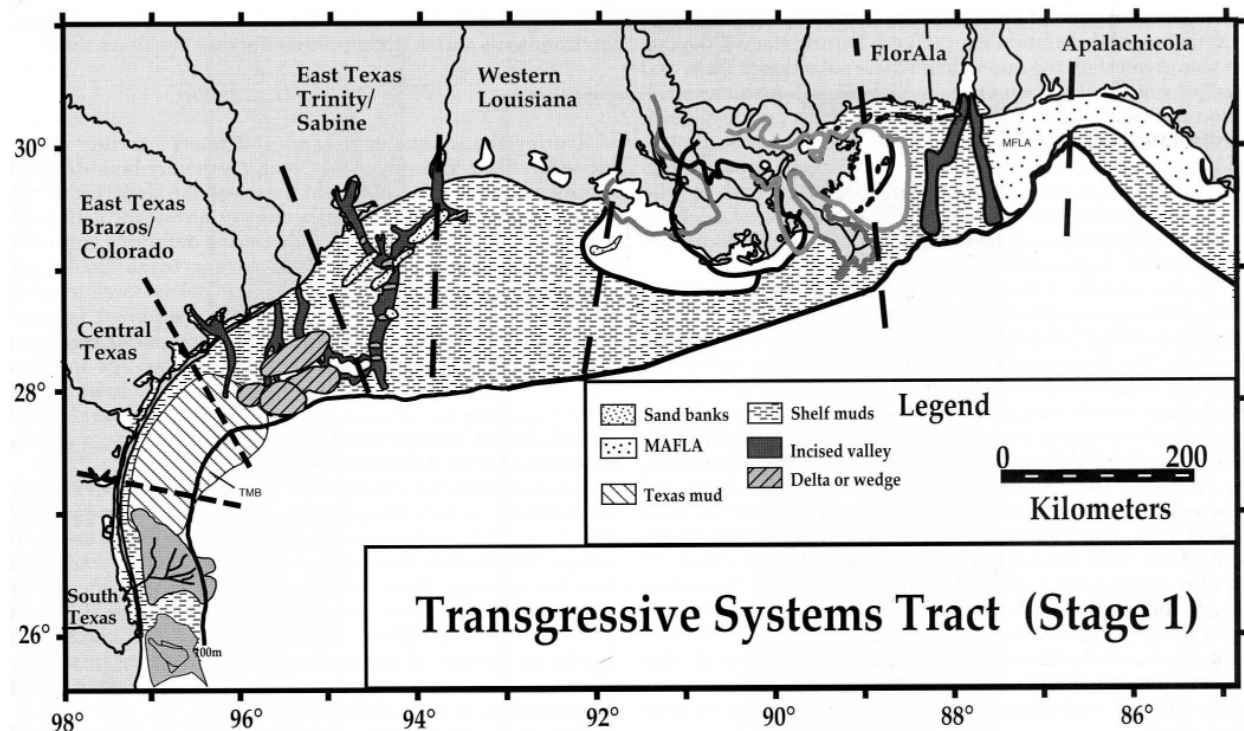 FlorAla
Apalachicola
East Texas
Trinity/
Sabine
Western
Louisiana
30°
MFLA
East Texas
Brazos/
Colorado
Central
Texas
28°
Legend
Sand banks
Shelf muds
MAFLA
Incised valley
Texas mud
Delta or wedge
0 200
Kilometers
TMB
South
Texas
26°
Transgressive Systems Tract (Stage 1)
98° 96° 94° 92° 90° 88° 86°